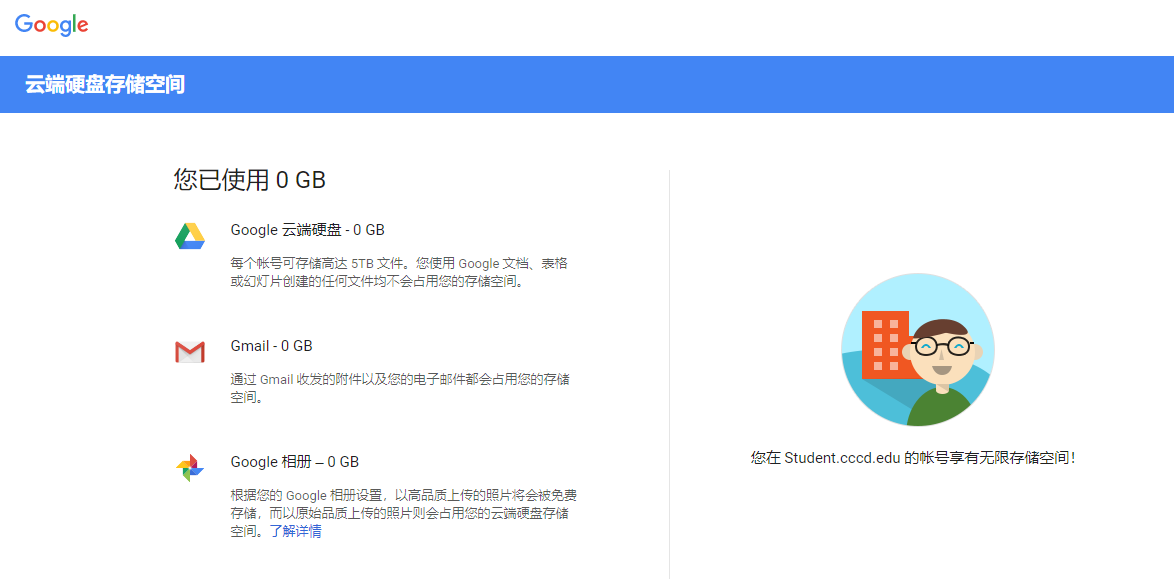 Google
云端硬盘存储空间
您已使用 0 GB
Google 云端硬盘 - 0 GB
每个帐号可存储高达 5TB 文件。您使用 Google 文档、表格
或幻灯片创建的任何文件均不会占用您的存储空间。
Gmail - 0 GB
通过 Gmail 收发的附件以及您的电子邮件都会占用您的存储
空间。
Google 相册 – 0 GB
根据您的 Google 相册设置，以高品质上传的照片将会被免费
存储，而以原始品质上传的照片则会占用您的云端硬盘存储
空间。了解详情
您在 Student.cccd.edu 的帐号享有无限存储空间！